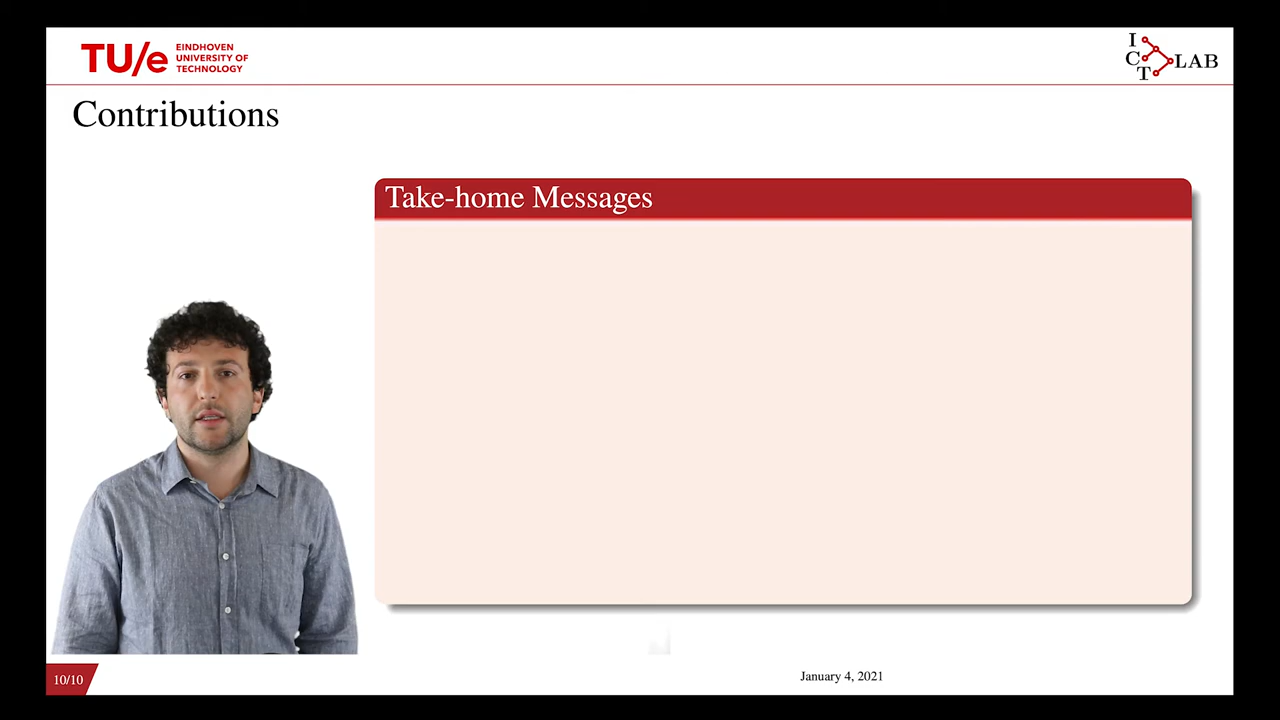 TU/e
EINDHOVEN
UNIVERSITY OF
TECHNOLOGY
I
C
T
LAB
Contributions
Take-home Messages
10/10
January 4, 2021